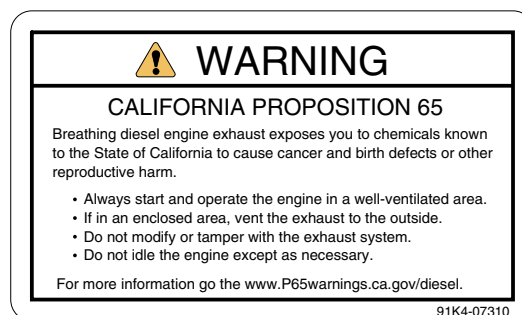 WARNING
CALIFORNIA PROPOSITION 65
Breathing diesel engine exhaust exposes you to chemicals known
to the State of California to cause cancer and birth defects or other
reproductive harm.
• Always start and operate the engine in a well-ventilated area.
• If in an enclosed area, vent the exhaust to the outside.
• Do not modify or tamper with the exhaust system.
• Do not idle the engine except as necessary.
For more information go the www.P65warnings.ca.gov/diesel.
91K4-07310